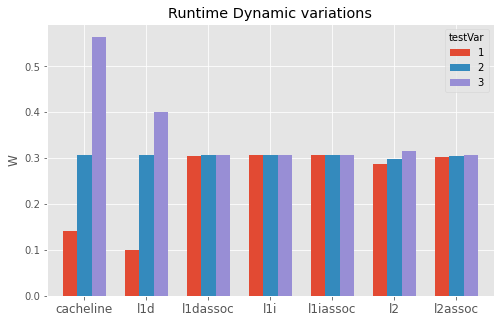 Runtime Dynamic variations
testVar
1
2
3
W
0.5
0.4
0.3
0.2
0.1
0.0
cacheline l1d l1dassoc l1i l1iassoc l2 l2assoc